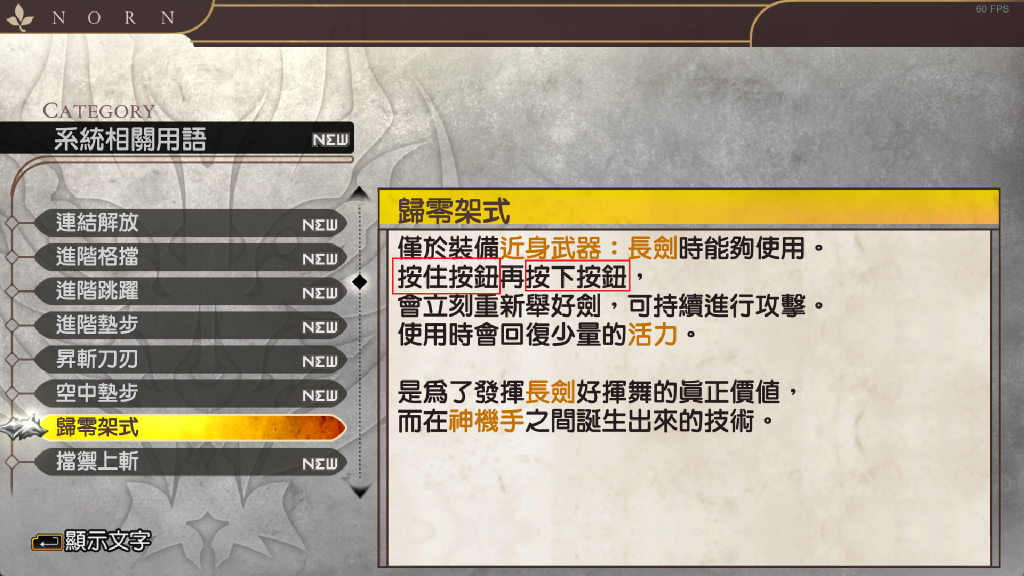 NORN
60 FPS
CATEGORY
系統相關用語 NEW
連結解放 NEW
進階格擋 NEW
進階跳躍 NEW
進階墊步 NEW
昇斬刀刃 NEW
空中墊步 NEW
歸零架式
擋禦上斬 NEW
顯示文字
歸零架式
僅於裝備近身武器：長劍時能夠使用。
按住按鈕再按下按鈕，
會立刻重新舉好劍，可持續進行攻擊。
使用時會回復少量的活力。
是為了發揮長劍好揮舞的真正價值，
而在神機手之間誕生出來的技術。